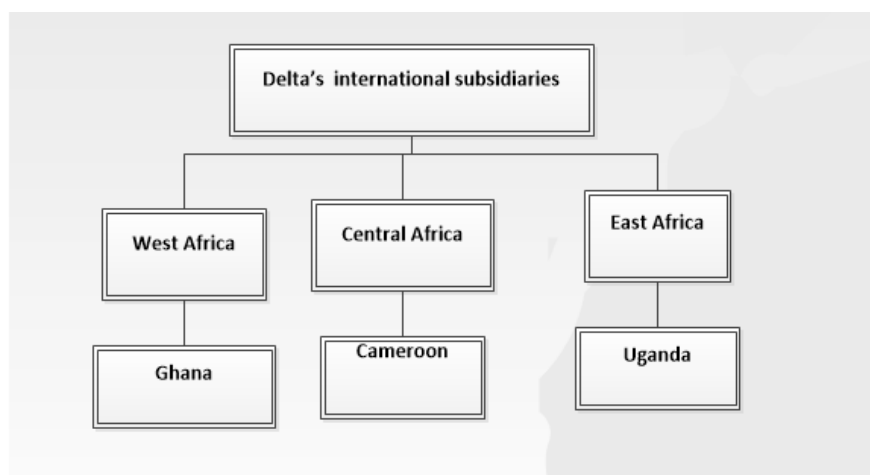 Delta’s  international subsidiaries
West Africa
Central Africa
East Africa
Ghana
Cameroon
Uganda